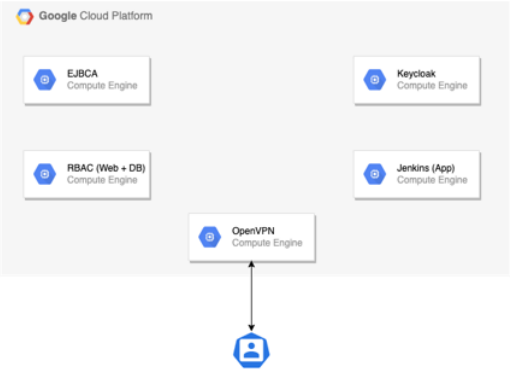 Google Cloud Platform
EJBCA
Compute Engine
Keycloak
Compute Engine
RBAC (Web + DB)
Compute Engine
Jenkins (App)
Compute Engine
OpenVPN
Compute Engine